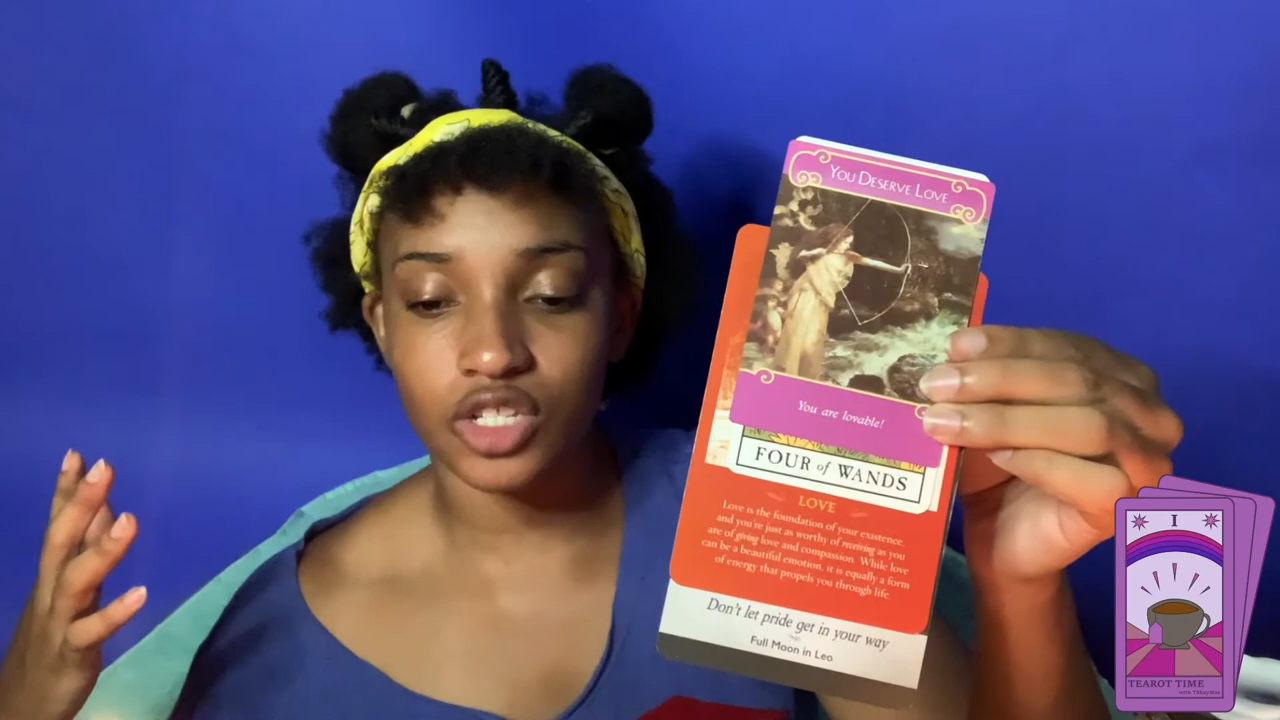 YOU DESERVE LOVE
You are lovable!
FOUR of WANDS
LOVE
Love is the foundation of your existence,
and you're just as worthy of receiving as you
are of giving love and compassion. While love
can be a beautiful emotion, it is equally a form
of energy that propels you through life.
Don't let pride get in your way
Full Moon in Leo
I
TEAROT TIME